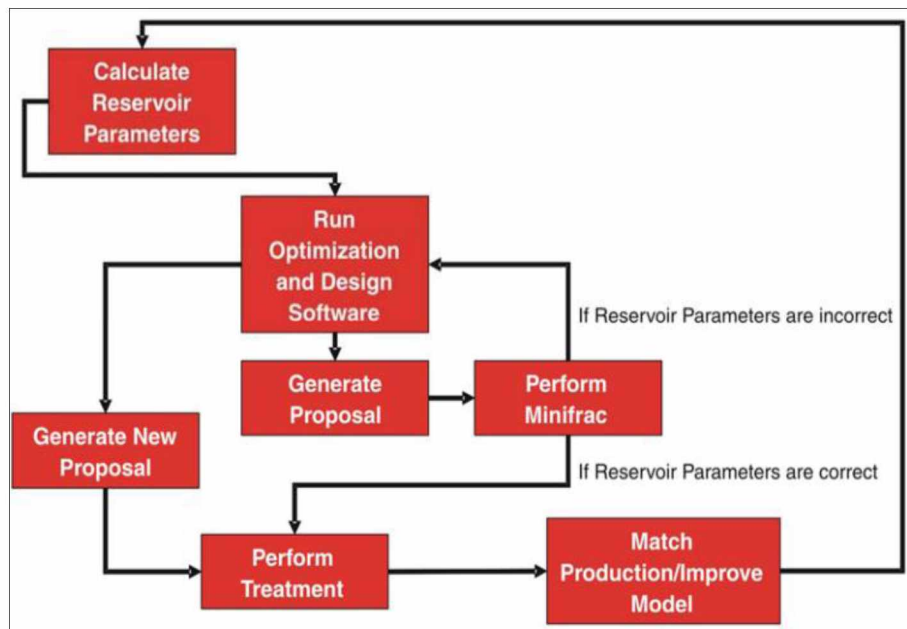 Calculate
Reservoir
Parameters
Run
Optimization
and Design
Software
If Reservoir Parameters are incorrect
Generate
Proposal
Perform
Minifrac
Generate New
Proposal
If Reservoir Parameters are correct
Perform
Treatment
Match
Production/Improve
Model